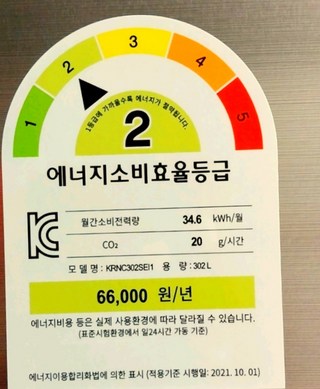 1 2 3 4 5
1등급에 가까울수록 에너지가 절약됩니다.
2
에너지소비효율등급
월간소비전력량 34.6 kWh/월
CO₂ 20 g/시간
모 델 명 : KRNC302SEI1 용 량 : 302 L
66,000 원/년
에너지비용 등은 실제 사용환경에 따라 달라질 수 있습니다.
(표준시험환경에서 일24시간 가동 기준)
에너지이용합리화법에 의한 표시 (적용기준 시행일: 2021. 10. 01)